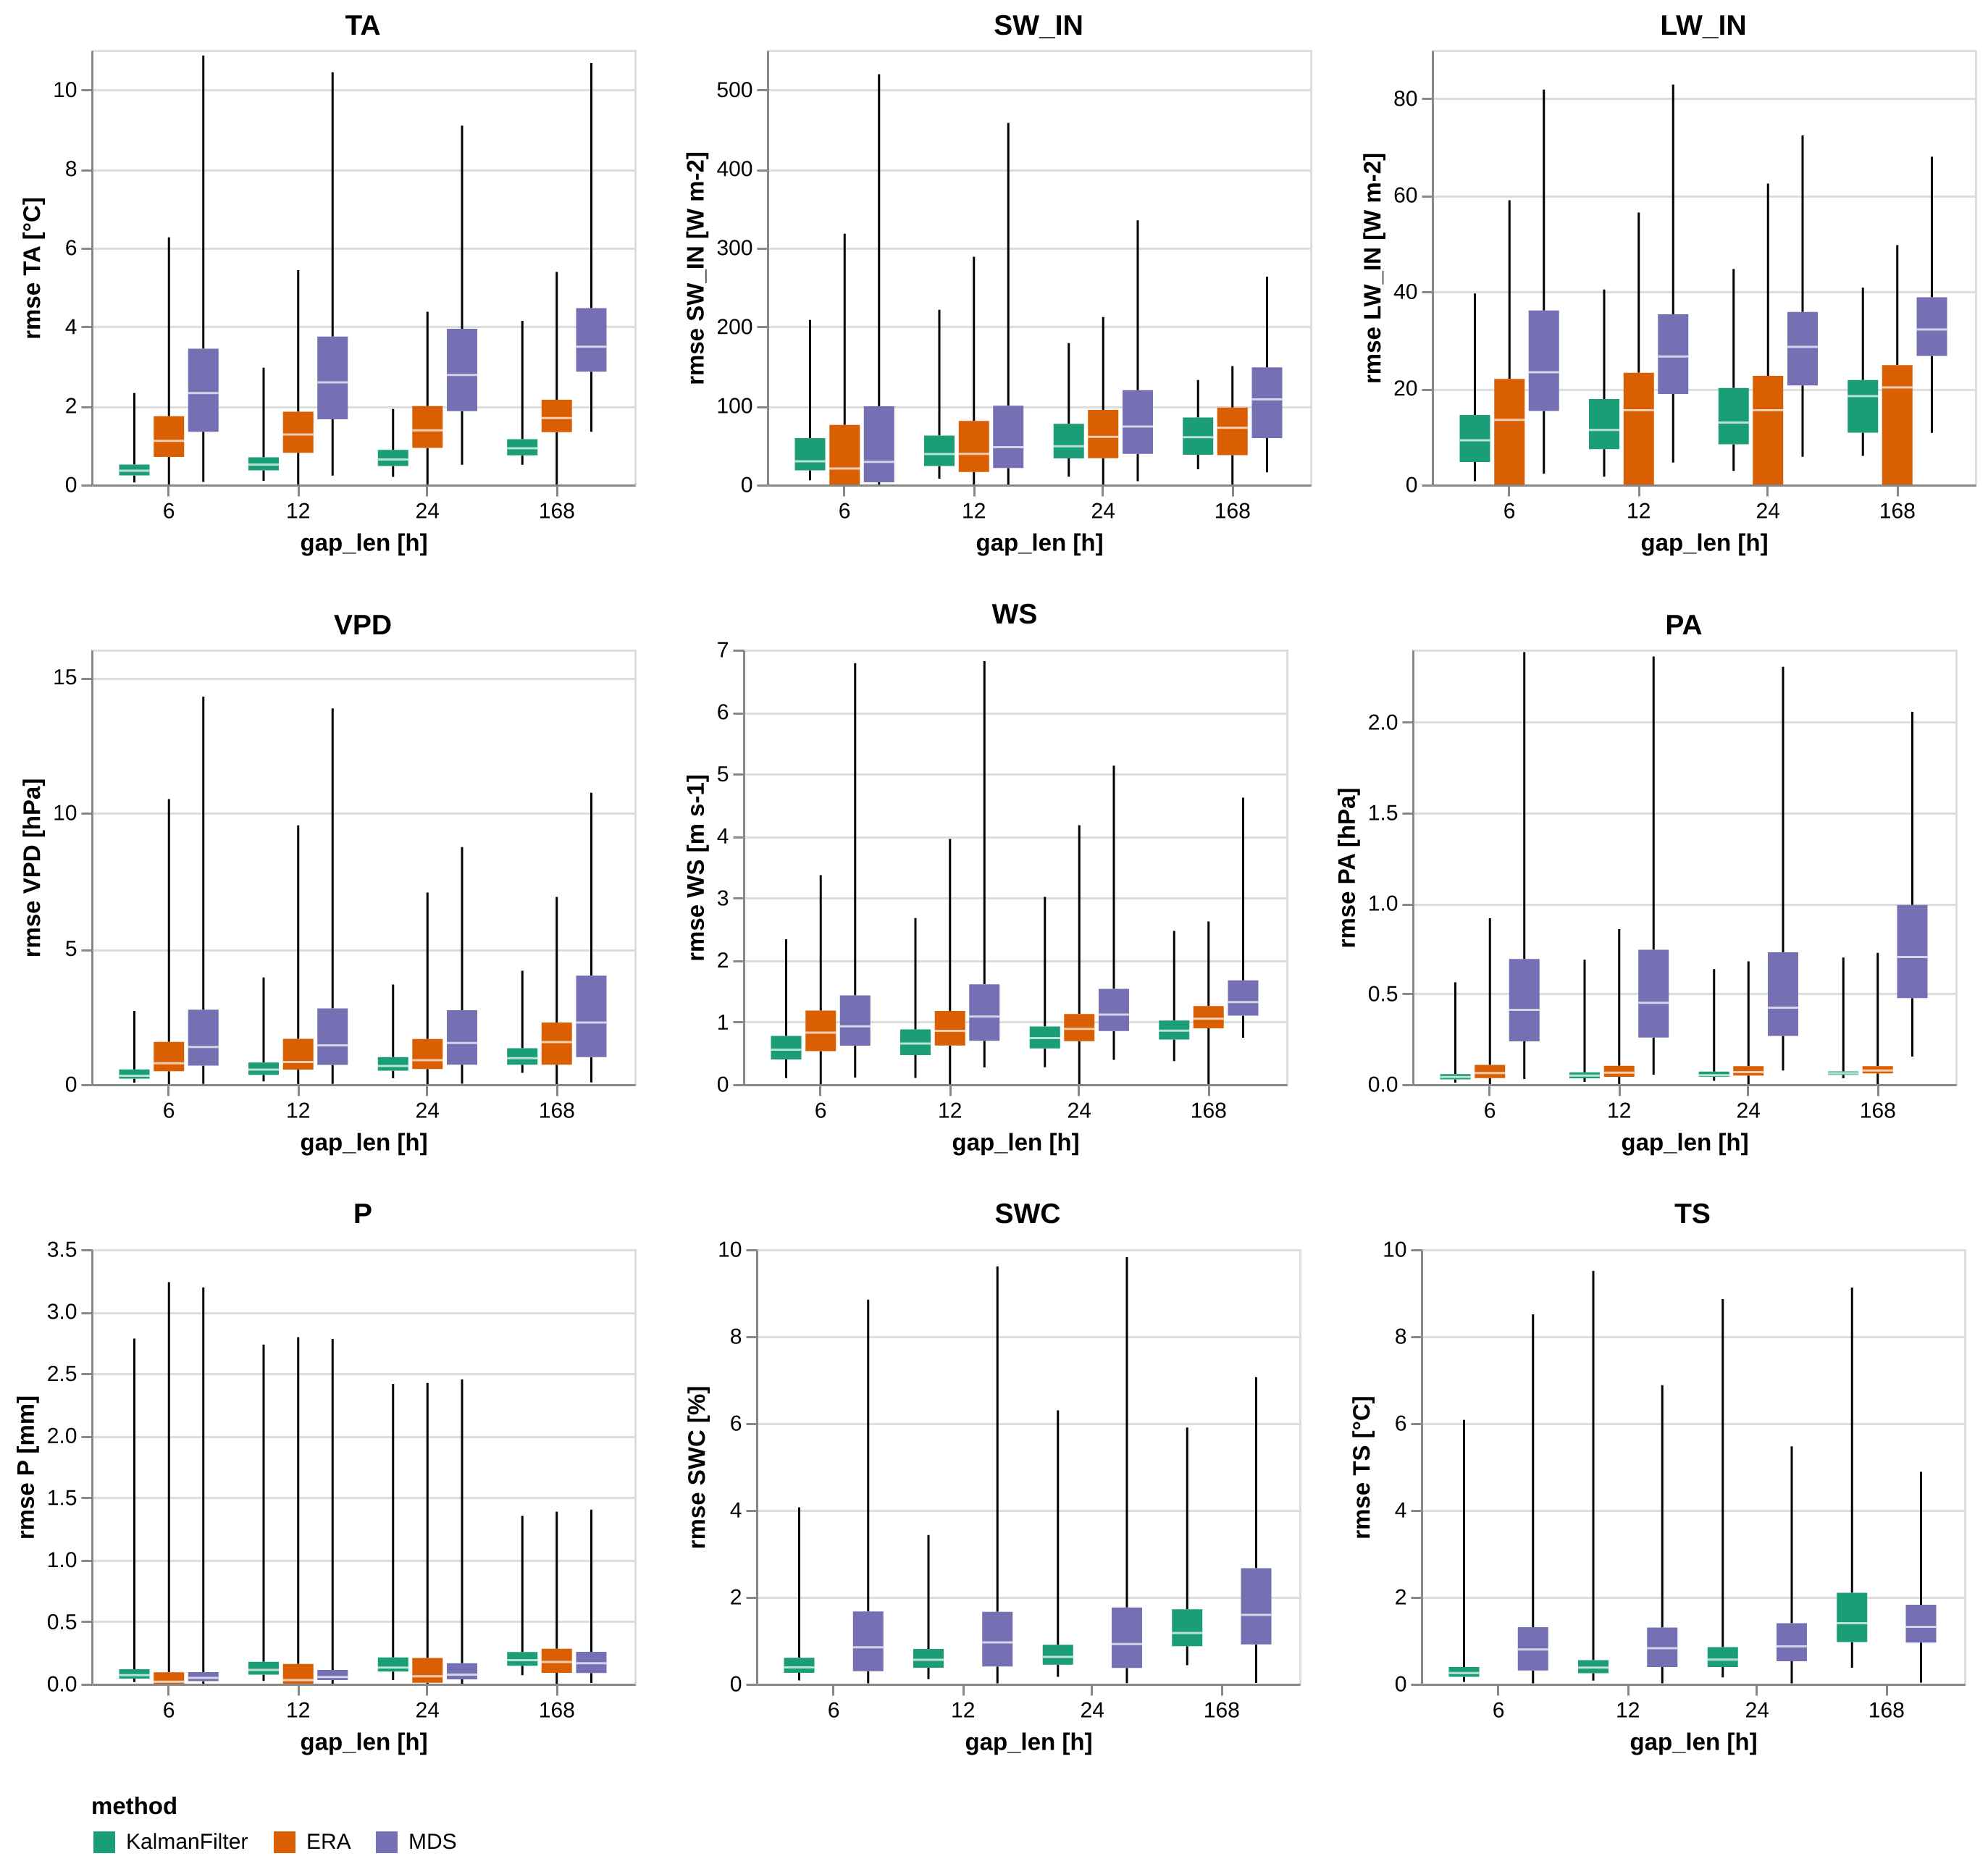 TA
SW_IN
LW_IN
rmse TA [°C]
10
8
6
4
2
0
6 12 24 168
gap_len [h]
rmse SW_IN [W m-2]
500
400
300
200
100
0
6 12 24 168
gap_len [h]
rmse LW_IN [W m-2]
80
60
40
20
0
6 12 24 168
gap_len [h]
VPD
WS
PA
rmse VPD [hPa]
15
10
5
0
6 12 24 168
gap_len [h]
rmse WS [m s-1]
7
6
5
4
3
2
1
0
6 12 24 168
gap_len [h]
rmse PA [hPa]
2.0
1.5
1.0
0.5
0.0
6 12 24 168
gap_len [h]
P
SWC
TS
rmse P [mm]
3.5
3.0
2.5
2.0
1.5
1.0
0.5
0.0
6 12 24 168
gap_len [h]
rmse SWC [%]
10
8
6
4
2
0
6 12 24 168
gap_len [h]
rmse TS [°C]
10
8
6
4
2
0
6 12 24 168
gap_len [h]
method
KalmanFilter ERA MDS